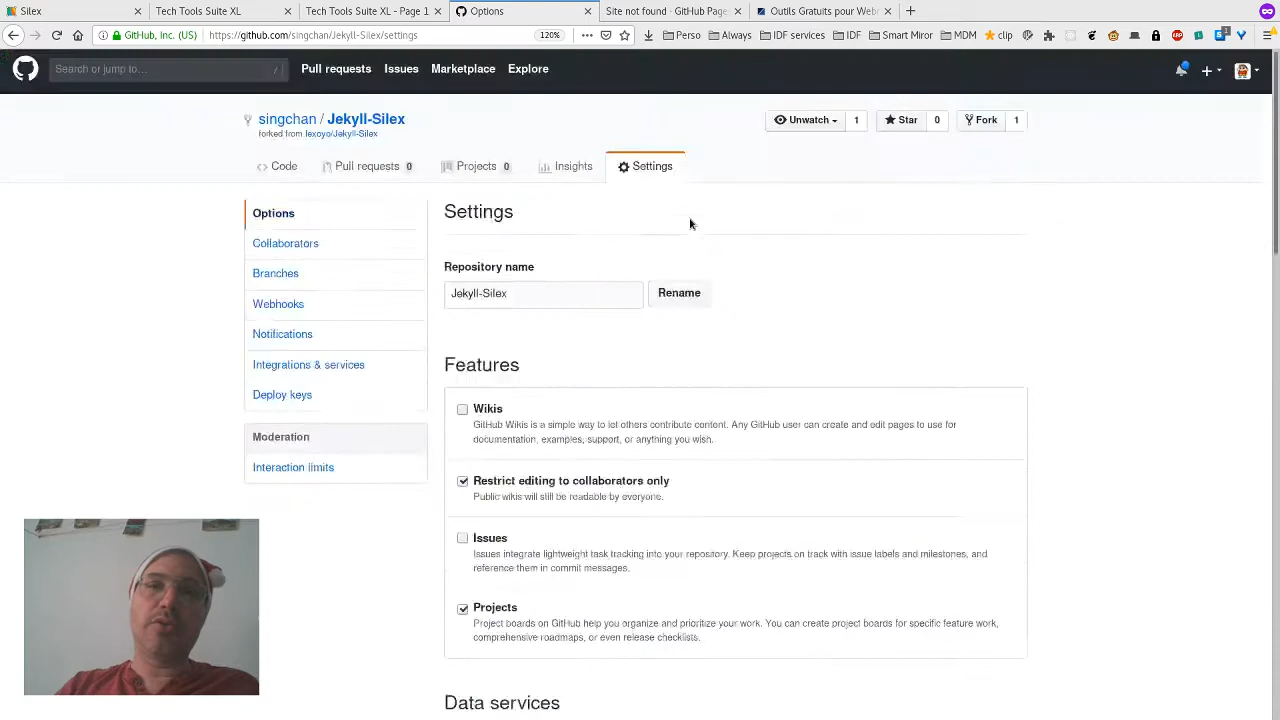 Silex
Tech Tools Suite XL
Tech Tools Suite XL - Page 1
Options
Site not found · GitHub Page
Outils Gratuits pour Web
GitHub, Inc. (US)
https://github.com/singchan/Jekyll-Silex/settings
120%
Perso
Always
IDF services
IDF
Smart Miror
MDM
clip
Search or jump to...
/
Pull requests
Issues
Marketplace
Explore
singchan / Jekyll-Silex
forked from lexoyo/Jekyll-Silex
Unwatch
1
Star
0
Fork
1
Code
Pull requests 0
Projects 0
Insights
Settings
Options
Collaborators
Branches
Webhooks
Notifications
Integrations & services
Deploy keys
Moderation
Interaction limits
Settings
Repository name
Jekyll-Silex
Rename
Features
Wikis
GitHub Wikis is a simple way to let others contribute content. Any GitHub user can create and edit pages to use for
documentation, examples, support, or anything you wish.
Restrict editing to collaborators only
Public wikis will still be readable by everyone.
Issues
Issues integrate lightweight task tracking into your repository. Keep projects on track with issue labels and milestones, and
reference them in commit messages.
Projects
Project boards on GitHub help you organize and prioritize your work. You can create project boards for specific feature work,
comprehensive roadmaps, or even release checklists.
Data services